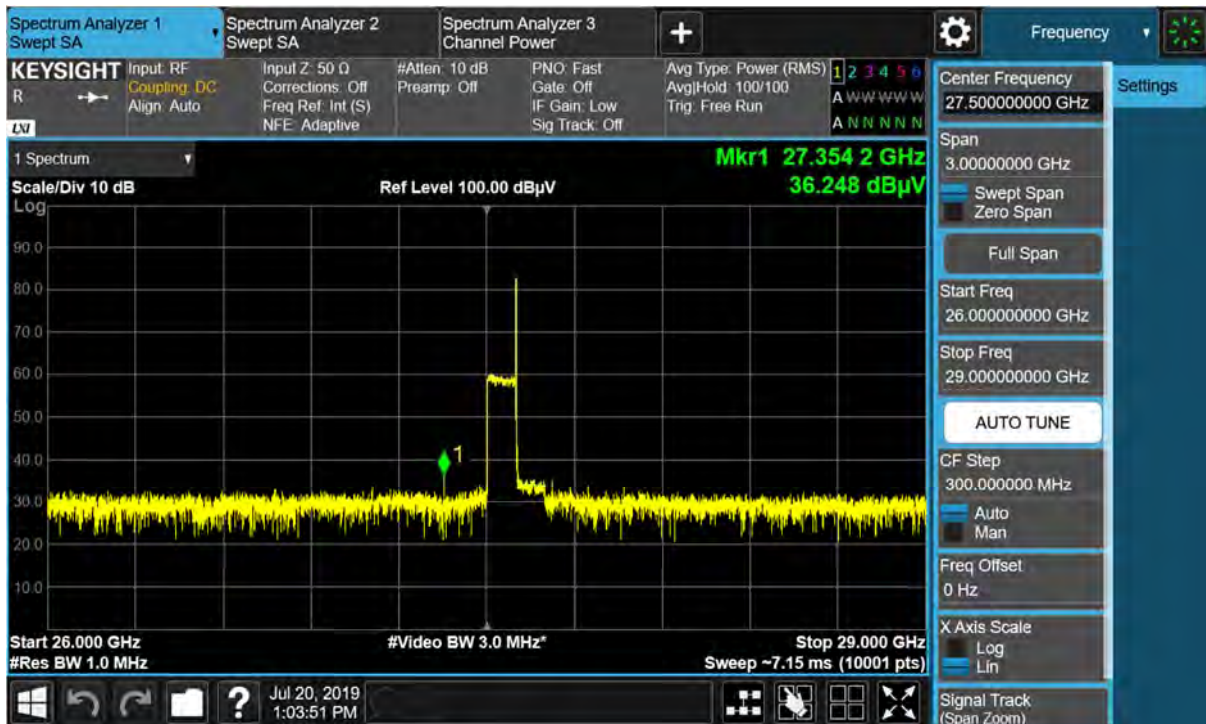 Spectrum Analyzer 1
Swept SA
Spectrum Analyzer 2
Swept SA
Spectrum Analyzer 3
Channel Power
Frequency
KEYSIGHT
R
LXI
Input: RF
Coupling: DC
Align: Auto
Input Z: 50 Ω
Corrections: Off
Freq Ref: Int (S)
NFE: Adaptive
#Atten: 10 dB
Preamp: Off
PNO: Fast
Gate: Off
IF Gain: Low
Sig Track: Off
Avg Type: Power (RMS)
Avg|Hold: 100/100
Trig: Free Run
1 2 3 4 5 6
A W W W W W
A N N N N N
1 Spectrum
Scale/Div 10 dB
Ref Level 100.00 dBµV
Mkr1 27.354 2 GHz
36.248 dBµV
Log
90.0
80.0
70.0
60.0
50.0
40.0
30.0
20.0
10.0
1
Start 26.000 GHz
#Res BW 1.0 MHz
#Video BW 3.0 MHz*
Stop 29.000 GHz
Sweep ~7.15 ms (10001 pts)
Center Frequency
27.500000000 GHz
Settings
Span
3.00000000 GHz
Swept Span
Zero Span
Full Span
Start Freq
26.000000000 GHz
Stop Freq
29.000000000 GHz
AUTO TUNE
CF Step
300.000000 MHz
Auto
Man
Freq Offset
0 Hz
X Axis Scale
Log
Lin
Signal Track
(Span Zoom)
?
Jul 20, 2019
1:03:51 PM